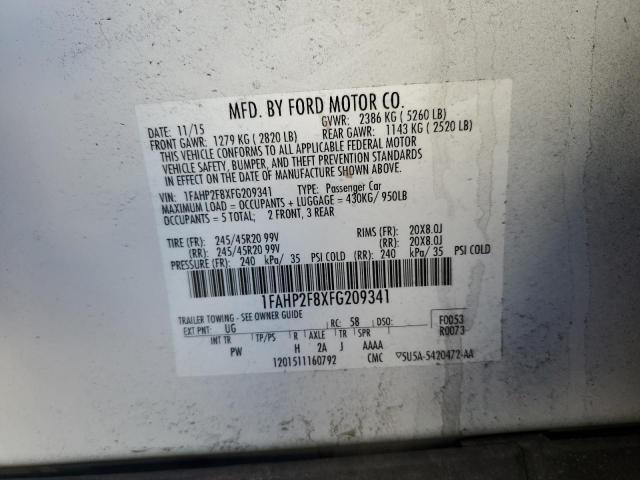 MFD. BY FORD MOTOR CO.
DATE: 11/15 GVWR: 2386 KG ( 5260 LB)
FRONT GAWR: 1279 KG ( 2820 LB) REAR GAWR: 1143 KG ( 2520 LB)
THIS VEHICLE CONFORMS TO ALL APPLICABLE FEDERAL MOTOR
VEHICLE SAFETY, BUMPER, AND THEFT PREVENTION STANDARDS
IN EFFECT ON THE DATE OF MANUFACTURE SHOWN ABOVE.
VIN: 1FAHP2F8XFG209341 TYPE: Passenger Car
MAXIMUM LOAD = OCCUPANTS + LUGGAGE = 430KG/ 950LB
OCCUPANTS = 5 TOTAL; 2 FRONT, 3 REAR
TIRE (FR): 245/45R20 99V RIMS (FR): 20X8.0J
(RR): 245/45R20 99V (RR): 20X8.0J
PRESSURE (FR): 240 kPa/ 35 PSI COLD (RR): 240 kPa/ 35 PSI COLD
1FAHP2F8XFG209341
TRAILER TOWING - SEE OWNER GUIDE
EXT PNT: UG RC: 58 DSO: F0053
INT TR TP/PS R AXLE TR SPR R0073
PW H 2A J AAAA
1201511160792 CMC 5U5A-5420472-AA